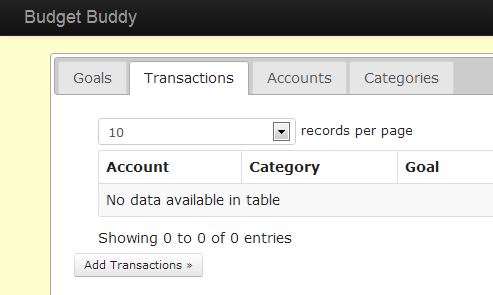 Budget Buddy
Goals Transactions Accounts Categories
10 records per page
Account Category Goal
No data available in table
Showing 0 to 0 of 0 entries
Add Transactions »